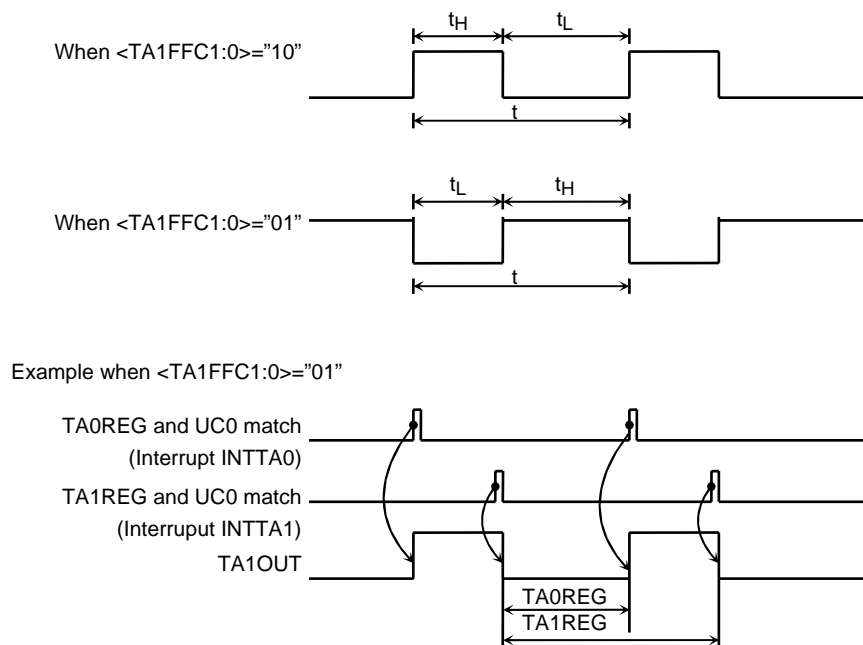 tH tL
When <TA1FFC1:0>=”10”
t
tL tH
When <TA1FFC1:0>=”01”
t
Example when <TA1FFC1:0>=”01”
TA0REG and UC0 match
(Interrupt INTTA0)
TA1REG and UC0 match
(Interruput INTTA1)
TA1OUT
TA0REG
TA1REG